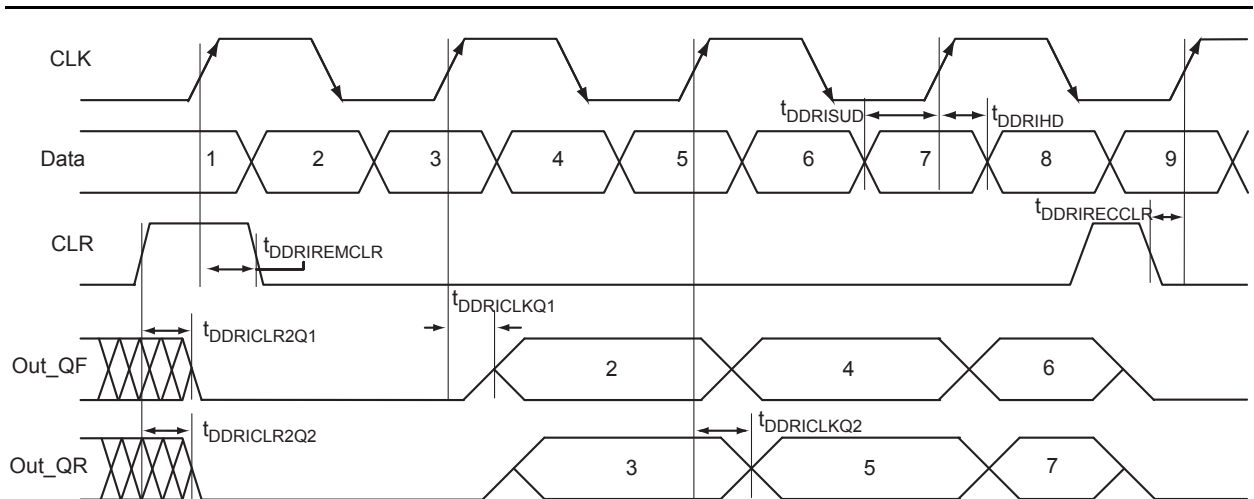 CLK
tDDRISUD
tDDRIHD
Data 1 2 3 4 5 6 7 8 9
tDDRIRECCLR
CLR
tDDRIREMCLR
tDDRICLKQ1
tDDRICLR2Q1
Out_QF 2 4 6
tDDRICLR2Q2
tDDRICLKQ2
Out_QR 3 5 7